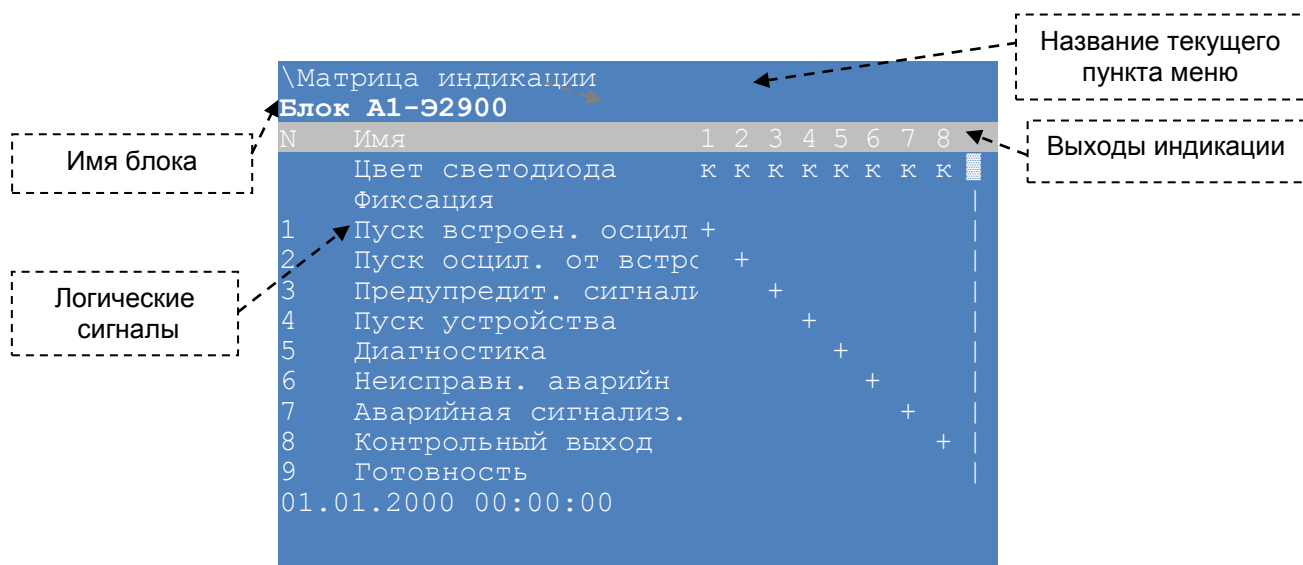 Название текущего
пункта меню
\Матрица индикации
Блок А1-Э2900
Имя блока
N Имя 1 2 3 4 5 6 7 8
Выходы индикации
Цвет светодиода к к к к к к к к
Фиксация
1 Пуск встроен. осцил +
2 Пуск осцил. от встро +
Логические
сигналы
3 Предупредит. сигнали +
4 Пуск устройства +
5 Диагностика +
6 Неисправн. аварийн +
7 Аварийная сигнализ. +
8 Контрольный выход +
9 Готовность
01.01.2000 00:00:00